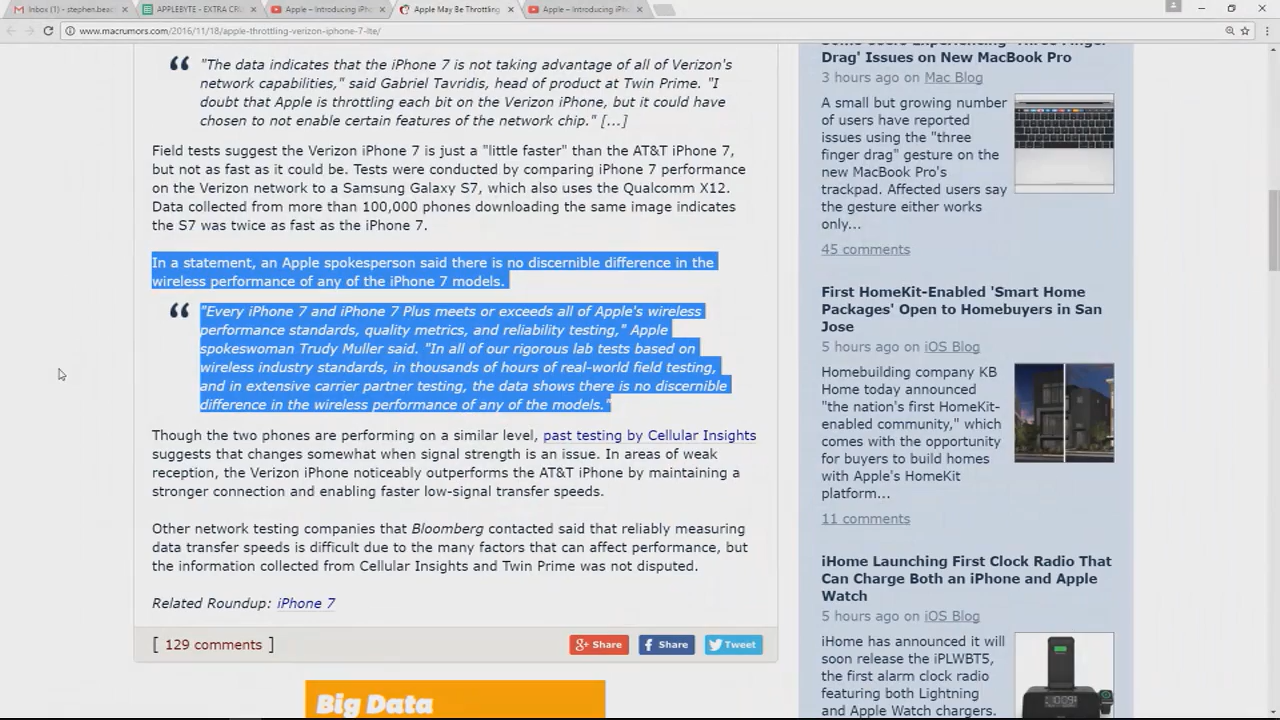 Inbox (1) - stephen.bea
APPLEBYTE - EXTRA CRU
Apple – Introducing iPh
Apple May Be Throttling
Apple – Introducing iPh
www.macrumors.com/2016/11/18/apple-throttling-verizon-iphone-7-lte/
"The data indicates that the iPhone 7 is not taking advantage of all of Verizon's
network capabilities," said Gabriel Tavridis, head of product at Twin Prime. "I
doubt that Apple is throttling each bit on the Verizon iPhone, but it could have
chosen to not enable certain features of the network chip." [...]
Field tests suggest the Verizon iPhone 7 is just a "little faster" than the AT&T iPhone 7,
but not as fast as it could be. Tests were conducted by comparing iPhone 7 performance
on the Verizon network to a Samsung Galaxy S7, which also uses the Qualcomm X12.
Data collected from more than 100,000 phones downloading the same image indicates
the S7 was twice as fast as the iPhone 7.
In a statement, an Apple spokesperson said there is no discernible difference in the
wireless performance of any of the iPhone 7 models.
"Every iPhone 7 and iPhone 7 Plus meets or exceeds all of Apple's wireless
performance standards, quality metrics, and reliability testing," Apple
spokeswoman Trudy Muller said. "In all of our rigorous lab tests based on
wireless industry standards, in thousands of hours of real-world field testing,
and in extensive carrier partner testing, the data shows there is no discernible
difference in the wireless performance of any of the models."
Though the two phones are performing on a similar level, past testing by Cellular Insights
suggests that changes somewhat when signal strength is an issue. In areas of weak
reception, the Verizon iPhone noticeably outperforms the AT&T iPhone by maintaining a
stronger connection and enabling faster low-signal transfer speeds.
Other network testing companies that Bloomberg contacted said that reliably measuring
data transfer speeds is difficult due to the many factors that can affect performance, but
the information collected from Cellular Insights and Twin Prime was not disputed.
Related Roundup: iPhone 7
[ 129 comments ]
Share
Share
Tweet
BigData
Some Users Experiencing 'Three Finger
Drag' Issues on New MacBook Pro
3 hours ago on Mac Blog
A small but growing number
of users have reported
issues using the "three
finger drag" gesture on the
new MacBook Pro's
trackpad. Affected users say
the gesture either works
only...
45 comments
First HomeKit-Enabled 'Smart Home
Packages' Open to Homebuyers in San
Jose
5 hours ago on iOS Blog
Homebuilding company KB
Home today announced
"the nation's first HomeKit-
enabled community," which
comes with the opportunity
for buyers to build homes
with Apple's HomeKit
platform...
11 comments
iHome Launching First Clock Radio That
Can Charge Both an iPhone and Apple
Watch
5 hours ago on iOS Blog
iHome has announced it will
soon release the iPLWBT5,
the first alarm clock radio
featuring both Lightning
and Apple Watch chargers.